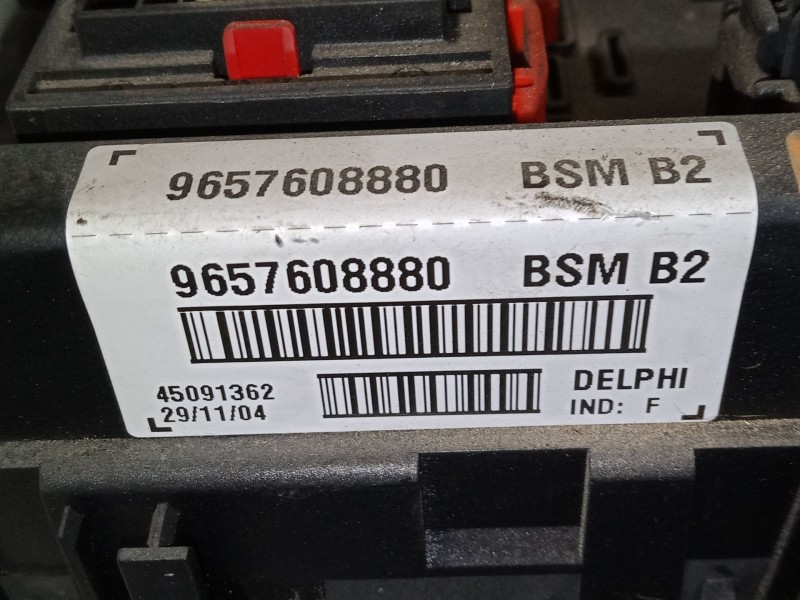 9657608880 BSM B2
9657608880 BSM B2
45091362 DELPHI
29/11/04 IND: F